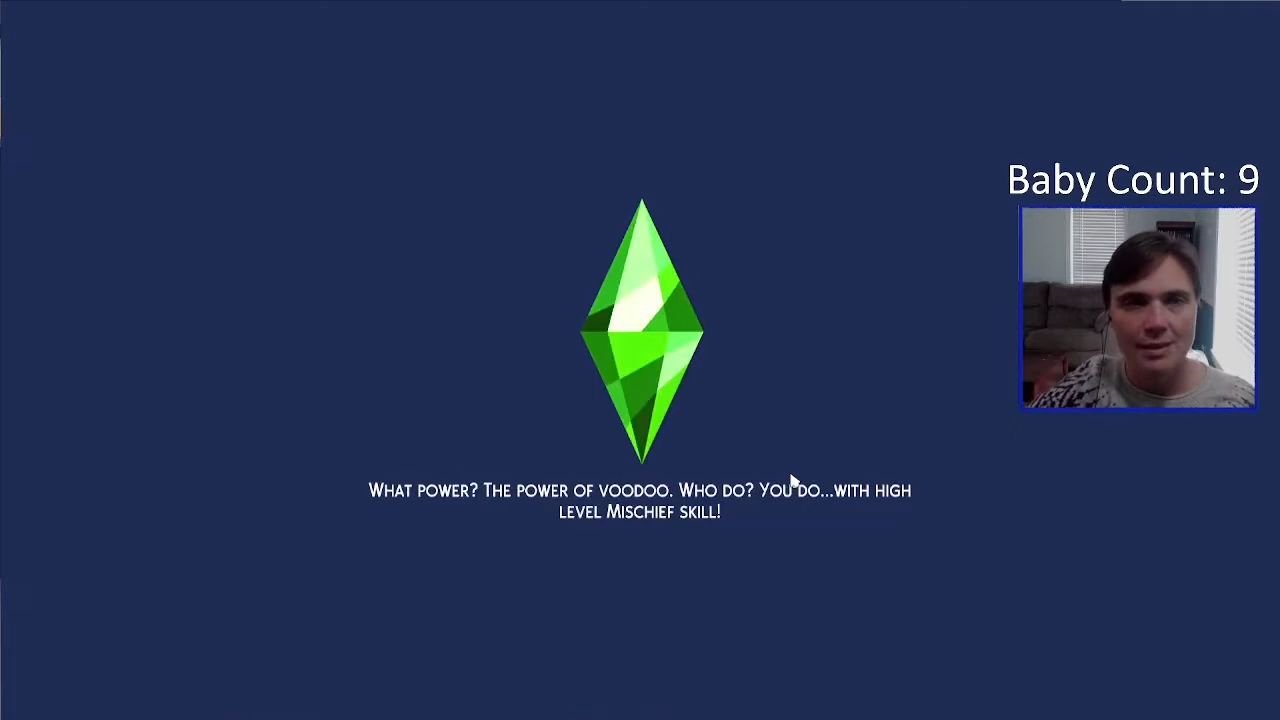 Baby Count: 9
What power? The power of voodoo. Who do? You do...with high
level Mischief skill!